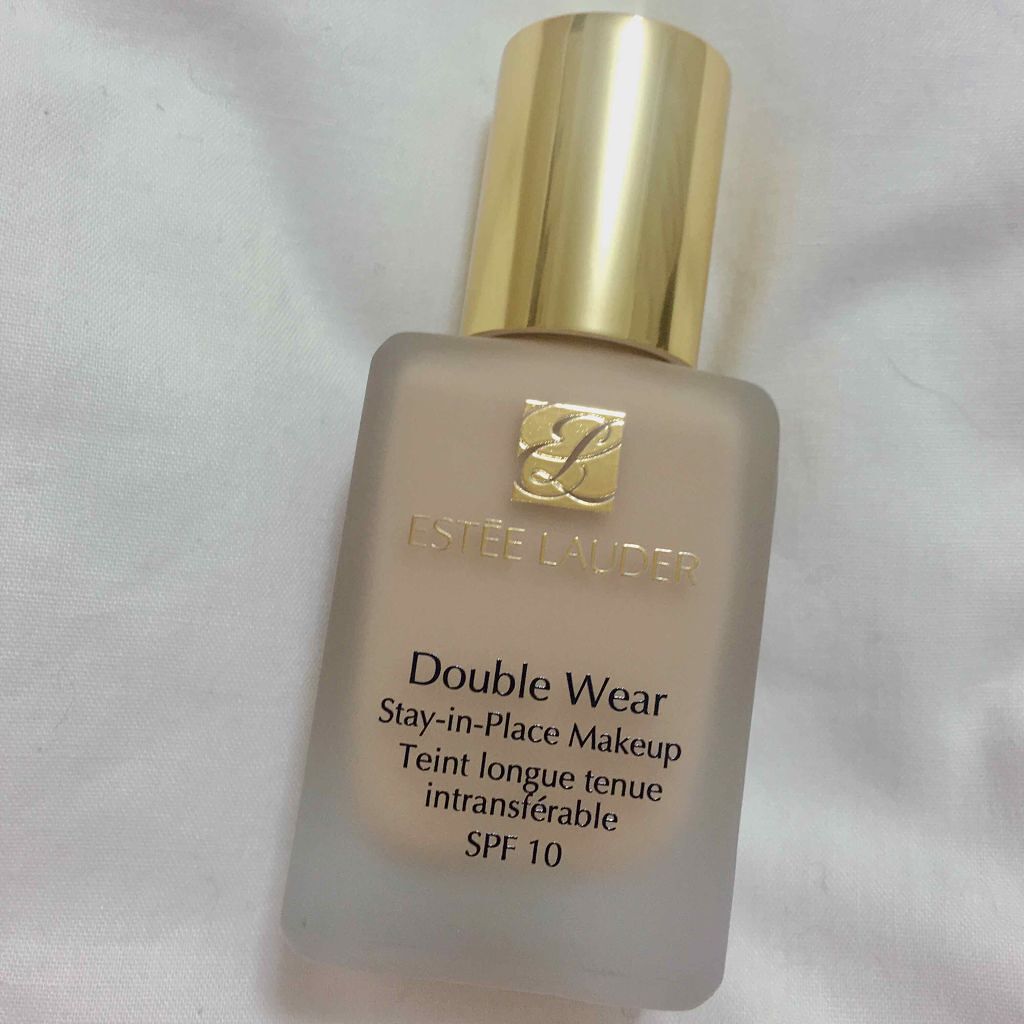 ESTĒE LAUDER
Double Wear
Stay-in-Place Makeup
Teint longue tenue
intransférable
SPF 10